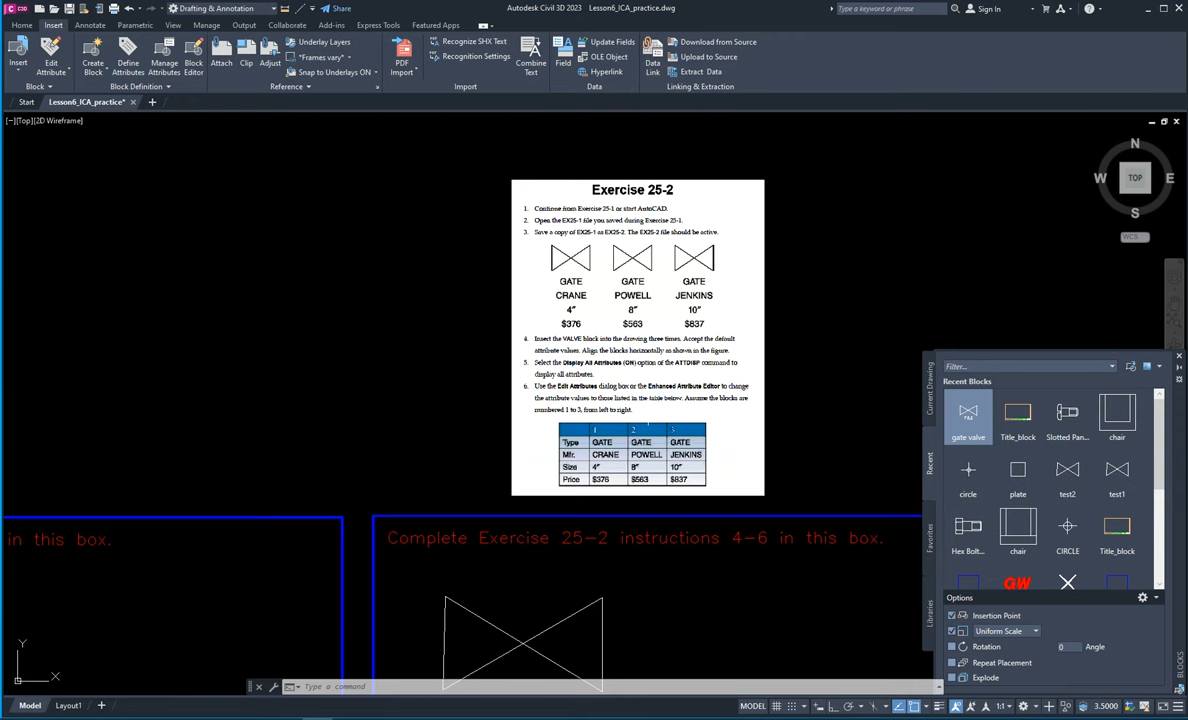 Drafting & Annotation
Share
Autodesk Civil 3D 2023   Lesson6_ICA_practice.dwg
Type a keyword or phrase
Sign In
Home Insert Annotate Parametric View Manage Output Collaborate Add-ins Express Tools Featured Apps
Insert
Edit Attribute
Create Block
Define Attributes
Manage Attributes
Block Editor
Attach
Clip
Adjust
Underlay Layers
*Frames vary*
Snap to Underlays ON
PDF Import
Recognize SHX Text
Recognition Settings
Combine Text
Field
Update Fields
OLE Object
Hyperlink
Data Link
Download from Source
Upload to Source
Extract Data
Block Block Definition Reference Import Data Linking & Extraction
Start Lesson6_ICA_practice*
[−][Top][2D Wireframe]
N
W TOP E
S
WCS
Exercise 25-2
1. Continue from Exercise 25-1 or start AutoCAD.
2. Open the EX25-1 file you saved during Exercise 25-1.
3. Save a copy of EX25-1 as EX25-2. The EX25-2 file should be active.
GATE GATE GATE
CRANE POWELL JENKINS
4″ 8″ 10″
$376 $563 $837
4. Insert the VALVE block into the drawing three times. Accept the default
attribute values. Align the blocks horizontally as shown in the figure.
5. Select the Display All Attributes (ON) option of the ATTDISP command to
display all attributes.
6. Use the Edit Attributes dialog box or the Enhanced Attribute Editor to change
the attribute values to those listed in the table below. Assume the blocks are
numbered 1 to 3, from left to right.
1 2 3
Type GATE GATE GATE
Mfr. CRANE POWELL JENKINS
Size 4″ 8″ 10″
Price $376 $563 $837
in this box.
Complete Exercise 25-2 instructions 4-6 in this box.
Y
X
Type a command
Filter...
Current Drawing
Recent
Favorites
Libraries
BLOCKS
Recent Blocks
gate valve Title_block Slotted Pan... chair
circle plate test2 test1
Hex Bolt... chair CIRCLE Title_block
GW
Options
Insertion Point
Uniform Scale
Rotation 0 Angle
Repeat Placement
Explode
Model Layout1
MODEL 1:1 3.5000